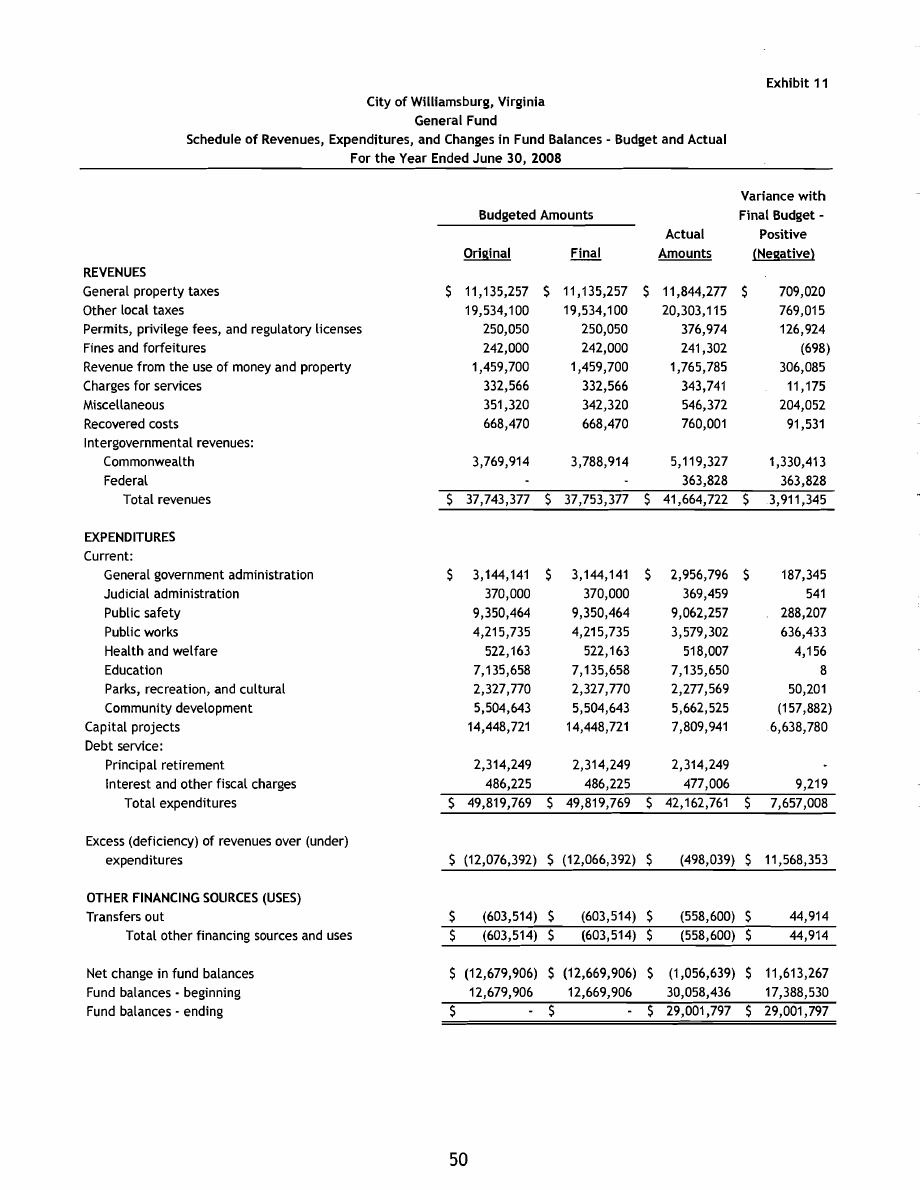 Exhibit 11
City of Williamsburg, Virginia
General Fund
Schedule of Revenues, Expenditures, and Changes in Fund Balances - Budget and Actual
For the Year Ended June 30, 2008
Variance with
Budgeted Amounts Final Budget -
Actual Positive
Original Final Amounts (Negative)
REVENUES
General property taxes $ 11,135,257 $ 11,135,257 $ 11,844,277 $ 709,020
Other local taxes 19,534,100 19,534,100 20,303,115 769,015
Permits, privilege fees, and regulatory licenses 250,050 250,050 376,974 126,924
Fines and forfeitures 242,000 242,000 241,302 (698)
Revenue from the use of money and property 1,459,700 1,459,700 1,765,785 306,085
Charges for services 332,566 332,566 343,741 11,175
Miscellaneous 351,320 342,320 546,372 204,052
Recovered costs 668,470 668,470 760,001 91,531
Intergovernmental revenues:
Commonwealth 3,769,914 3,788,914 5,119,327 1,330,413
Federal - - 363,828 363,828
Total revenues $ 37,743,377 $ 37,753,377 $ 41,664,722 $ 3,911,345
EXPENDITURES
Current:
General government administration $ 3,144,141 $ 3,144,141 $ 2,956,796 $ 187,345
Judicial administration 370,000 370,000 369,459 541
Public safety 9,350,464 9,350,464 9,062,257 288,207
Public works 4,215,735 4,215,735 3,579,302 636,433
Health and welfare 522,163 522,163 518,007 4,156
Education 7,135,658 7,135,658 7,135,650 8
Parks, recreation, and cultural 2,327,770 2,327,770 2,277,569 50,201
Community development 5,504,643 5,504,643 5,662,525 (157,882)
Capital projects 14,448,721 14,448,721 7,809,941 6,638,780
Debt service:
Principal retirement 2,314,249 2,314,249 2,314,249 -
Interest and other fiscal charges 486,225 486,225 477,006 9,219
Total expenditures $ 49,819,769 $ 49,819,769 $ 42,162,761 $ 7,657,008
Excess (deficiency) of revenues over (under)
expenditures $ (12,076,392) $ (12,066,392) $ (498,039) $ 11,568,353
OTHER FINANCING SOURCES (USES)
Transfers out $ (603,514) $ (603,514) $ (558,600) $ 44,914
Total other financing sources and uses $ (603,514) $ (603,514) $ (558,600) $ 44,914
Net change in fund balances $ (12,679,906) $ (12,669,906) $ (1,056,639) $ 11,613,267
Fund balances - beginning 12,679,906 12,669,906 30,058,436 17,388,530
Fund balances - ending $ - $ - $ 29,001,797 $ 29,001,797
50